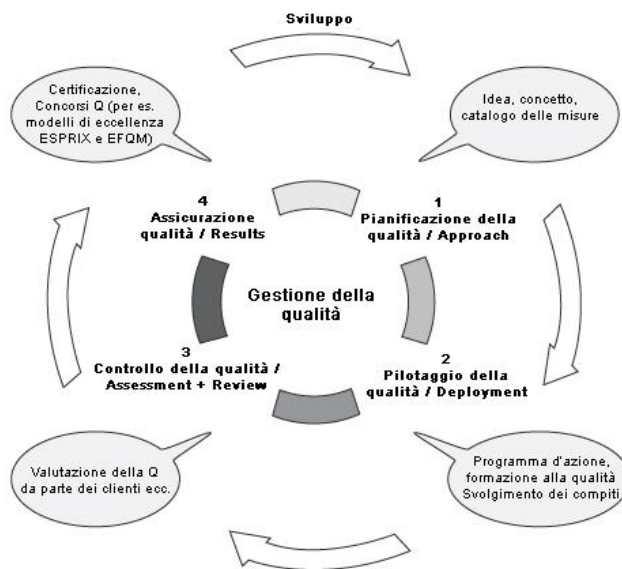 Sviluppo
Certificazione,
Concorsi Q (per es.
modelli di eccellenza
ESPRIX e EFQM)
Idea, concetto,
catalogo delle misure
4
Assicurazione
qualità / Results
1
Pianificazione della
qualità / Approach
Gestione della
qualità
3
Controllo della qualità /
Assessment + Review
2
Pilotaggio della
qualità / Deployment
Valutazione della Q
da parte dei clienti ecc.
Programma d'azione,
formazione alla qualità
Svolgimento dei compiti